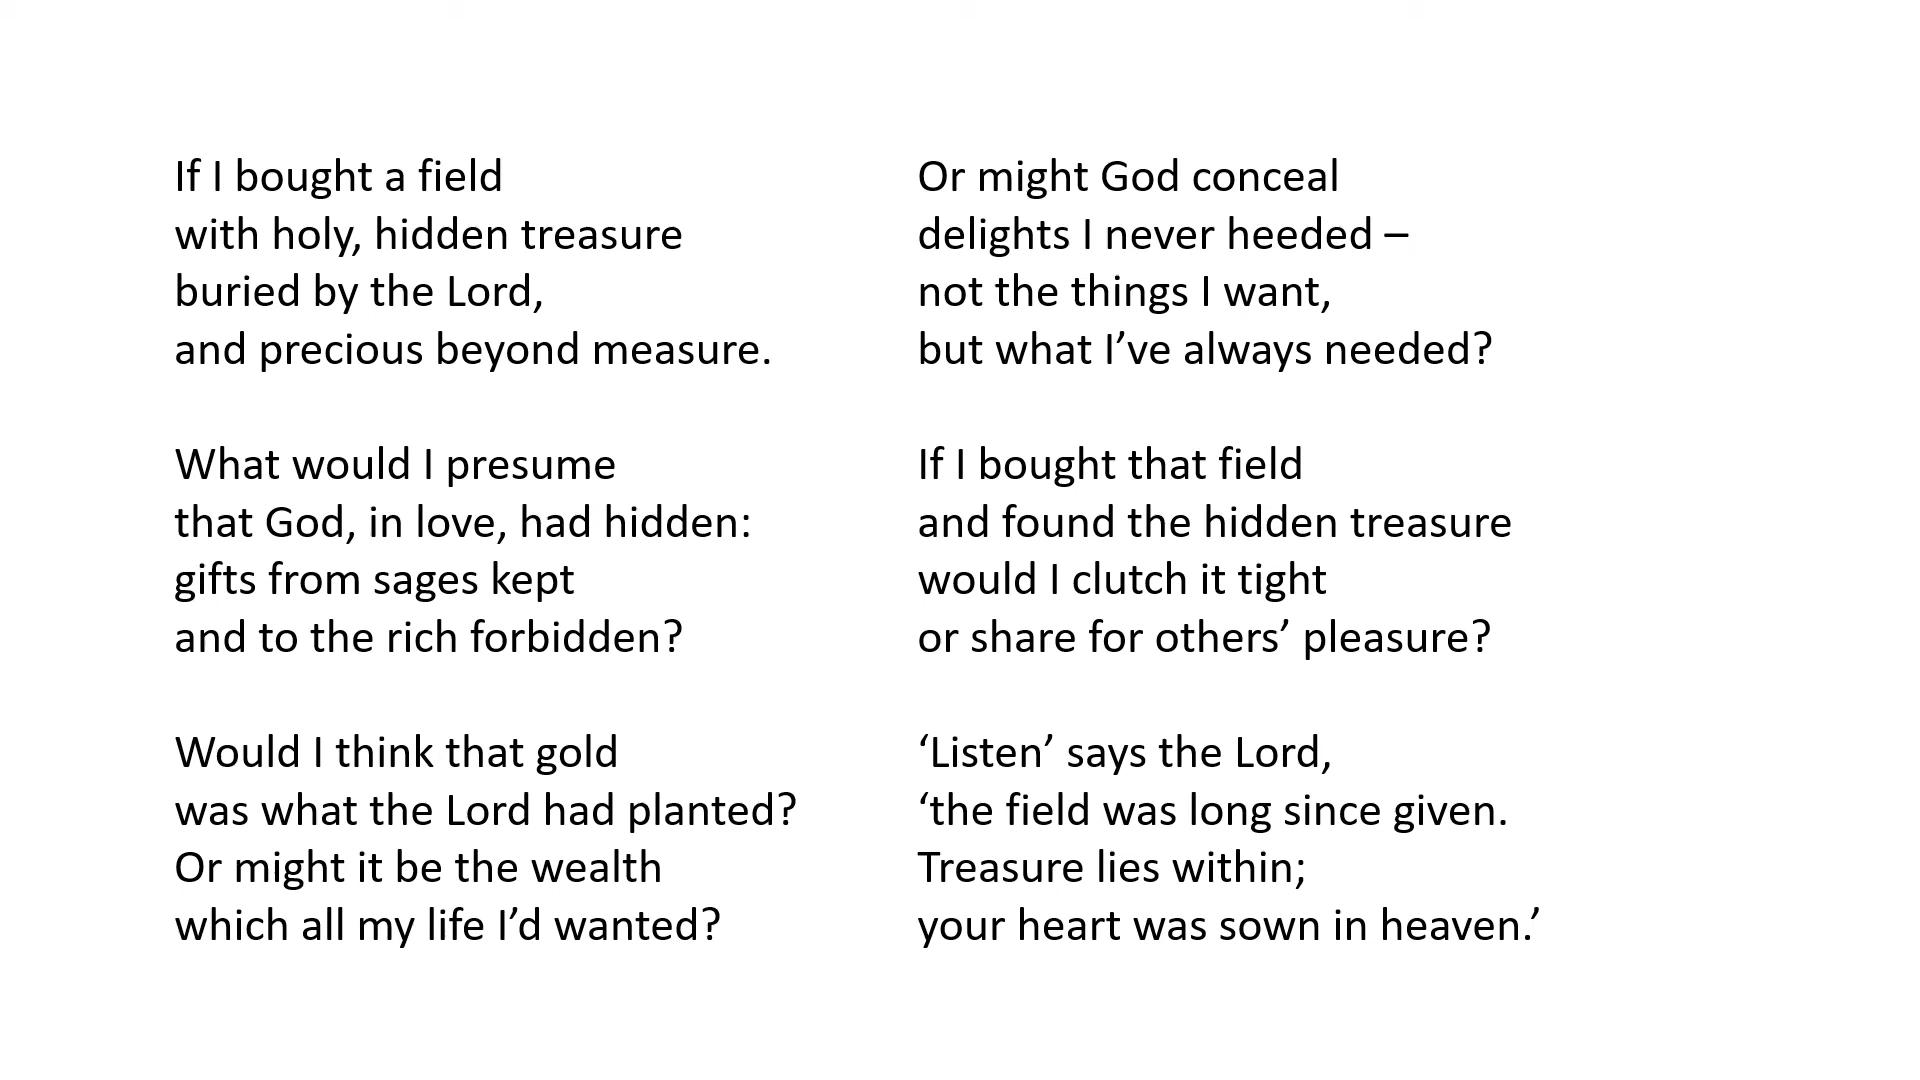 If I bought a field
with holy, hidden treasure
buried by the Lord,
and precious beyond measure.
What would I presume
that God, in love, had hidden:
gifts from sages kept
and to the rich forbidden?
Would I think that gold
was what the Lord had planted?
Or might it be the wealth
which all my life I’d wanted?
Or might God conceal
delights I never heeded –
not the things I want,
but what I’ve always needed?
If I bought that field
and found the hidden treasure
would I clutch it tight
or share for others’ pleasure?
‘Listen’ says the Lord,
‘the field was long since given.
Treasure lies within;
your heart was sown in heaven.’